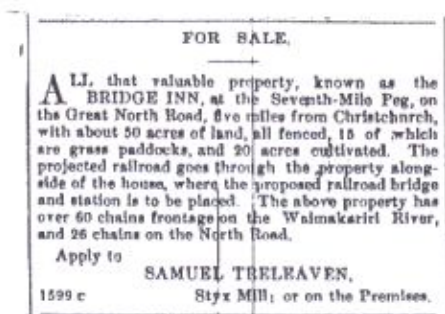 FOR SALE,
ALL that valuable property, known as the
BRIDGE INN, at the Seventh-Mile Peg, on
the Great North Road, five miles from Christchurch,
with about 50 acres of land, all fenced, 15 of which
are grass paddocks, and 20 acres cultivated. The
projected railroad goes through the property along-
side of the house, where the proposed railroad bridge
and station is to be placed. The above property has
over 60 chains frontage on the Waimakariri River,
and 26 chains on the North Road.
Apply to
SAMUEL TRELEAVEN,
1599 c Styx Mill; or on the Premises.